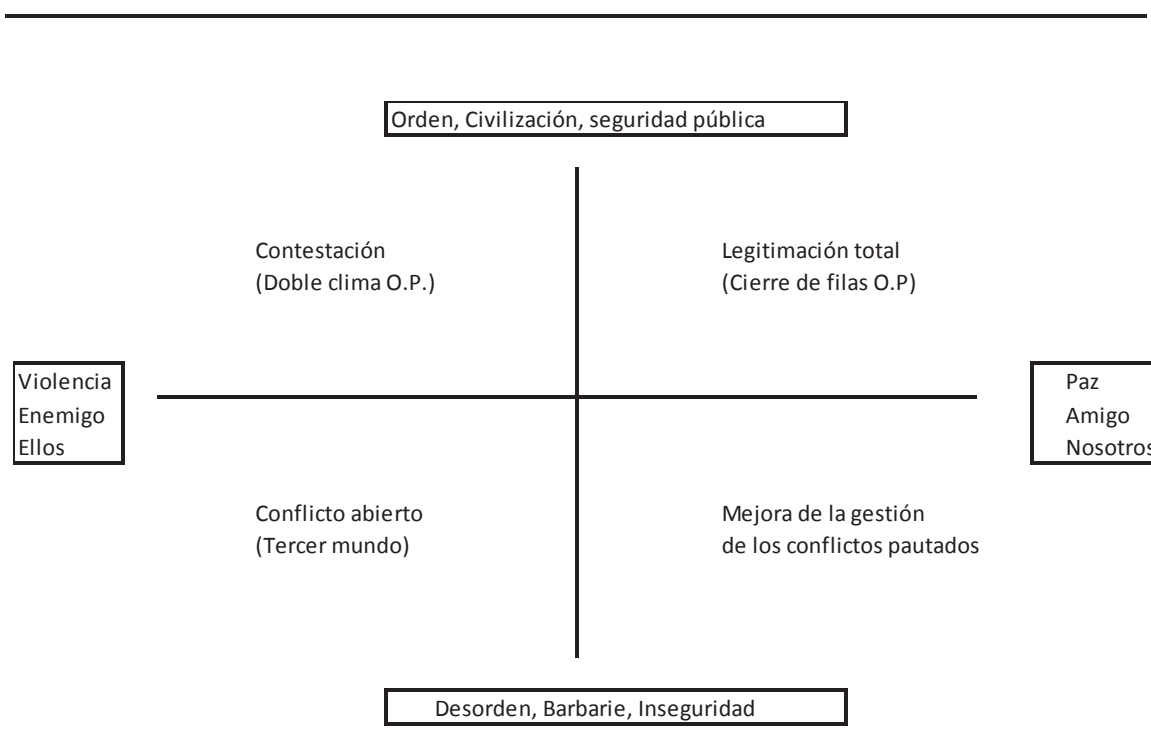 Orden, Civilización, seguridad pública
Contestación
(Doble clima O.P.)
Legitimación total
(Cierre de filas O.P)
Violencia
Enemigo
Ellos
Paz
Amigo
Nosotros
Conflicto abierto
(Tercer mundo)
Mejora de la gestión
de los conflictos pautados
Desorden, Barbarie, Inseguridad